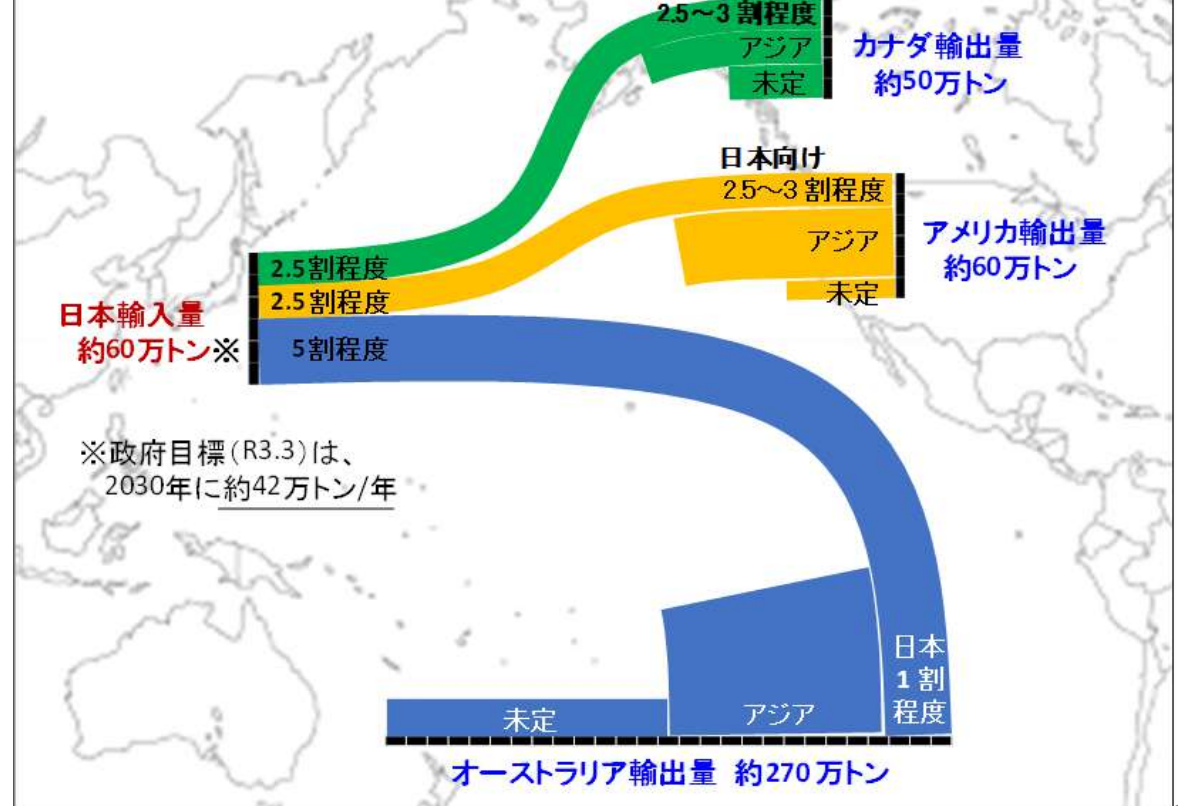 2.5～3 割程度
アジア
未定
カナダ輸出量
約50万トン
日本向け
2.5～3 割程度
アジア
未定
アメリカ輸出量
約60万トン
2.5割程度
2.5割程度
5割程度
日本輸入量
約60万トン※
※政府目標(R3.3)は、
2030年に約42万トン/年
日本
1 割
程度
未定
アジア
オーストラリア輸出量 約270万トン